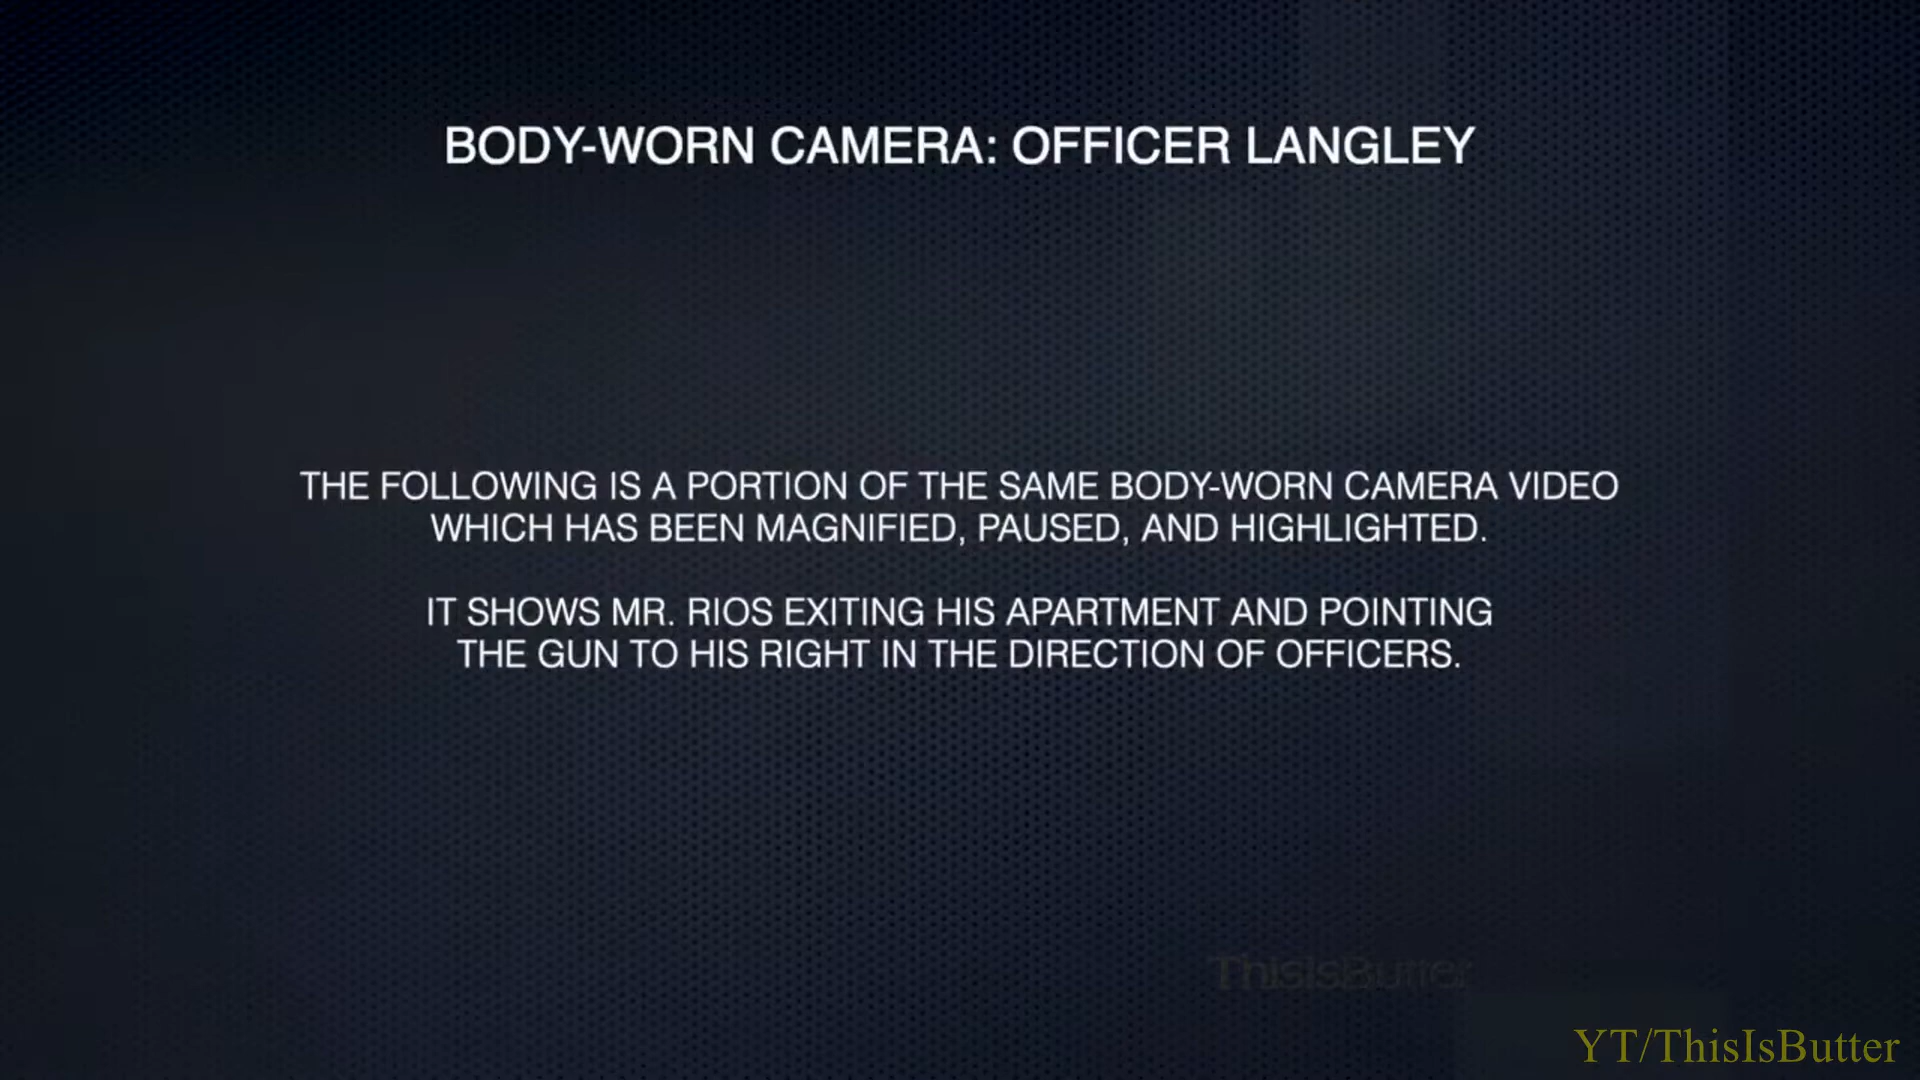 BODY-WORN CAMERA: OFFICER LANGLEY
THE FOLLOWING IS A PORTION OF THE SAME BODY-WORN CAMERA VIDEO
WHICH HAS BEEN MAGNIFIED, PAUSED, AND HIGHLIGHTED.
IT SHOWS MR. RIOS EXITING HIS APARTMENT AND POINTING
THE GUN TO HIS RIGHT IN THE DIRECTION OF OFFICERS.
ThisIsButter
YT/ThisIsButter